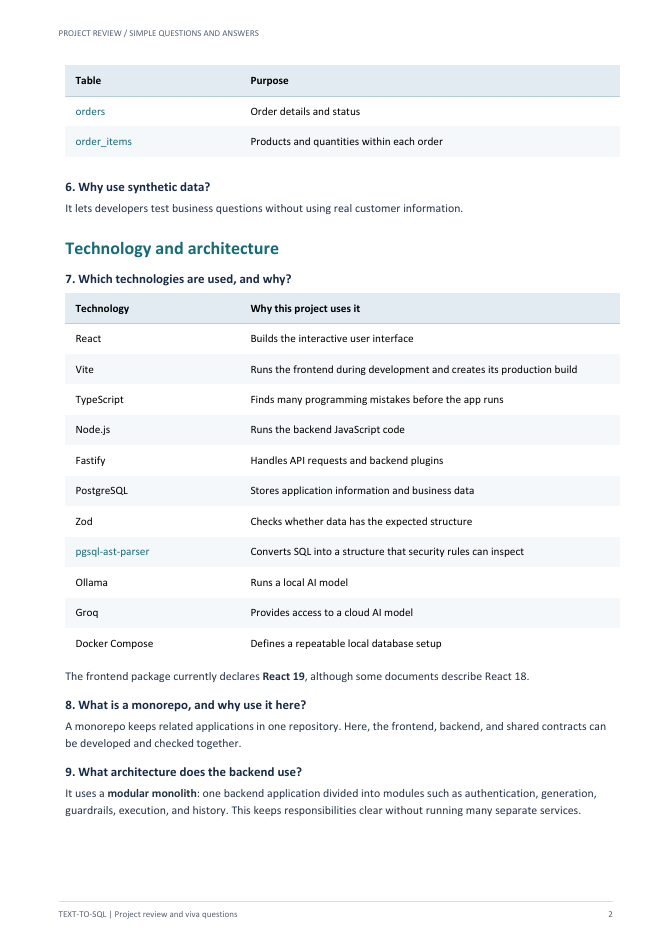 PROJECT REVIEW / SIMPLE QUESTIONS AND ANSWERS
Table Purpose
orders Order details and status
order_items Products and quantities within each order
6. Why use synthetic data?
It lets developers test business questions without using real customer information.
Technology and architecture
7. Which technologies are used, and why?
Technology Why this project uses it
React Builds the interactive user interface
Vite Runs the frontend during development and creates its production build
TypeScript Finds many programming mistakes before the app runs
Node.js Runs the backend JavaScript code
Fastify Handles API requests and backend plugins
PostgreSQL Stores application information and business data
Zod Checks whether data has the expected structure
pgsql-ast-parser Converts SQL into a structure that security rules can inspect
Ollama Runs a local AI model
Groq Provides access to a cloud AI model
Docker Compose Defines a repeatable local database setup
The frontend package currently declares React 19, although some documents describe React 18.
8. What is a monorepo, and why use it here?
A monorepo keeps related applications in one repository. Here, the frontend, backend, and shared contracts can
be developed and checked together.
9. What architecture does the backend use?
It uses a modular monolith: one backend application divided into modules such as authentication, generation,
guardrails, execution, and history. This keeps responsibilities clear without running many separate services.
TEXT-TO-SQL | Project review and viva questions 2